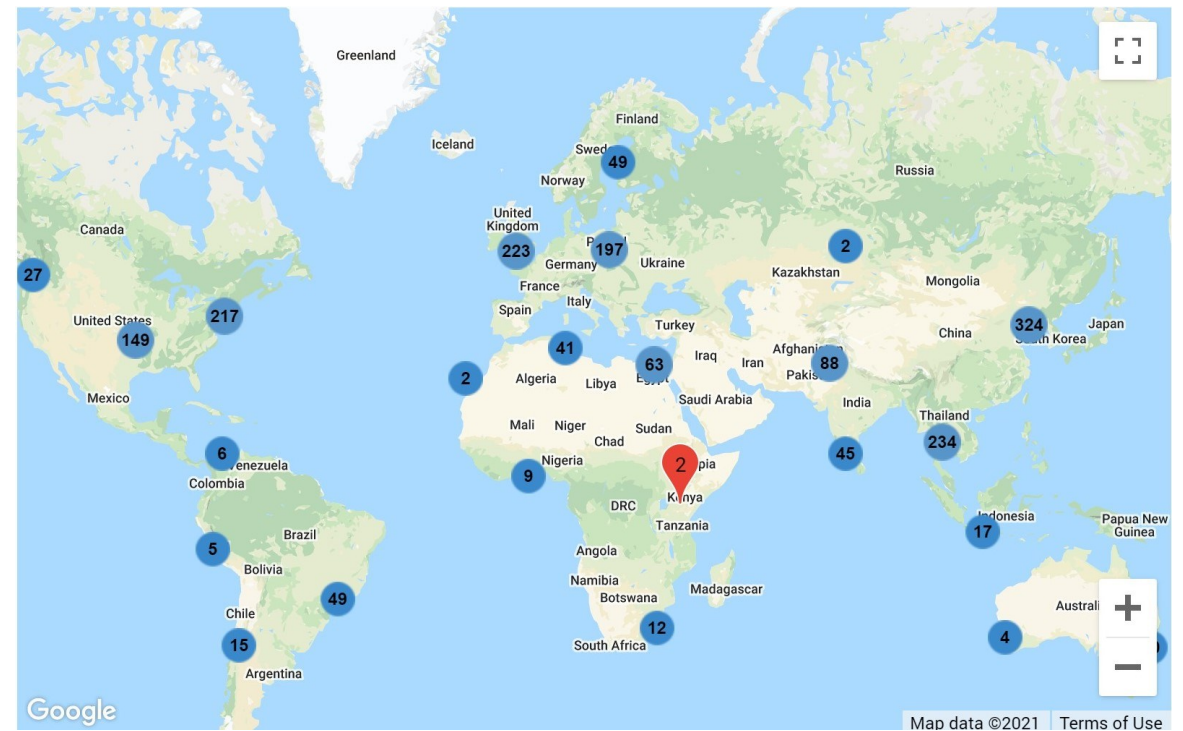 Greenland
Finland
Iceland
Swed
49
Norway
Russia
United
Kingdom
Canada
223
197
Germany
Ukraine
2
27
Kazakhstan
Mongolia
France
Spain
Italy
217
United States
149
Turkey
324
Japan
China
South Korea
41
Iraq
Iran
Afghanis
88
Pakis
63
Egypt
2
Algeria
Libya
Mexico
Saudi Arabia
India
Mali
Niger
Chad
Sudan
Thailand
234
6
Venezuela
Colombia
Nigeria
9
2
opia
Kenya
45
DRC
Tanzania
Indonesia
17
Papua New
Guinea
Brazil
5
Angola
Bolivia
Namibia
Botswana
Madagascar
49
Chile
Australi
12
South Africa
4
15
Argentina
Google
Map data ©2021
Terms of Use